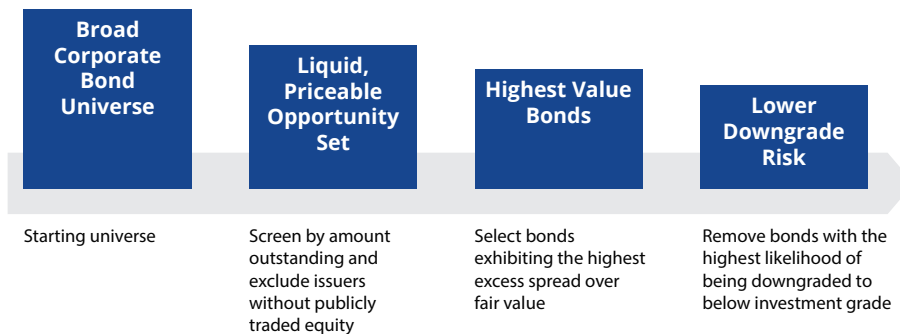 Broad
Corporate
Bond
Universe
Liquid,
Priceable
Opportunity
Set
Highest Value
Bonds
Lower
Downgrade
Risk
Starting universe
Screen by amount
outstanding and
exclude issuers
without publicly
traded equity
Select bonds
exhibiting the highest
excess spread over
fair value
Remove bonds with the
highest likelihood of
being downgraded to
below investment grade